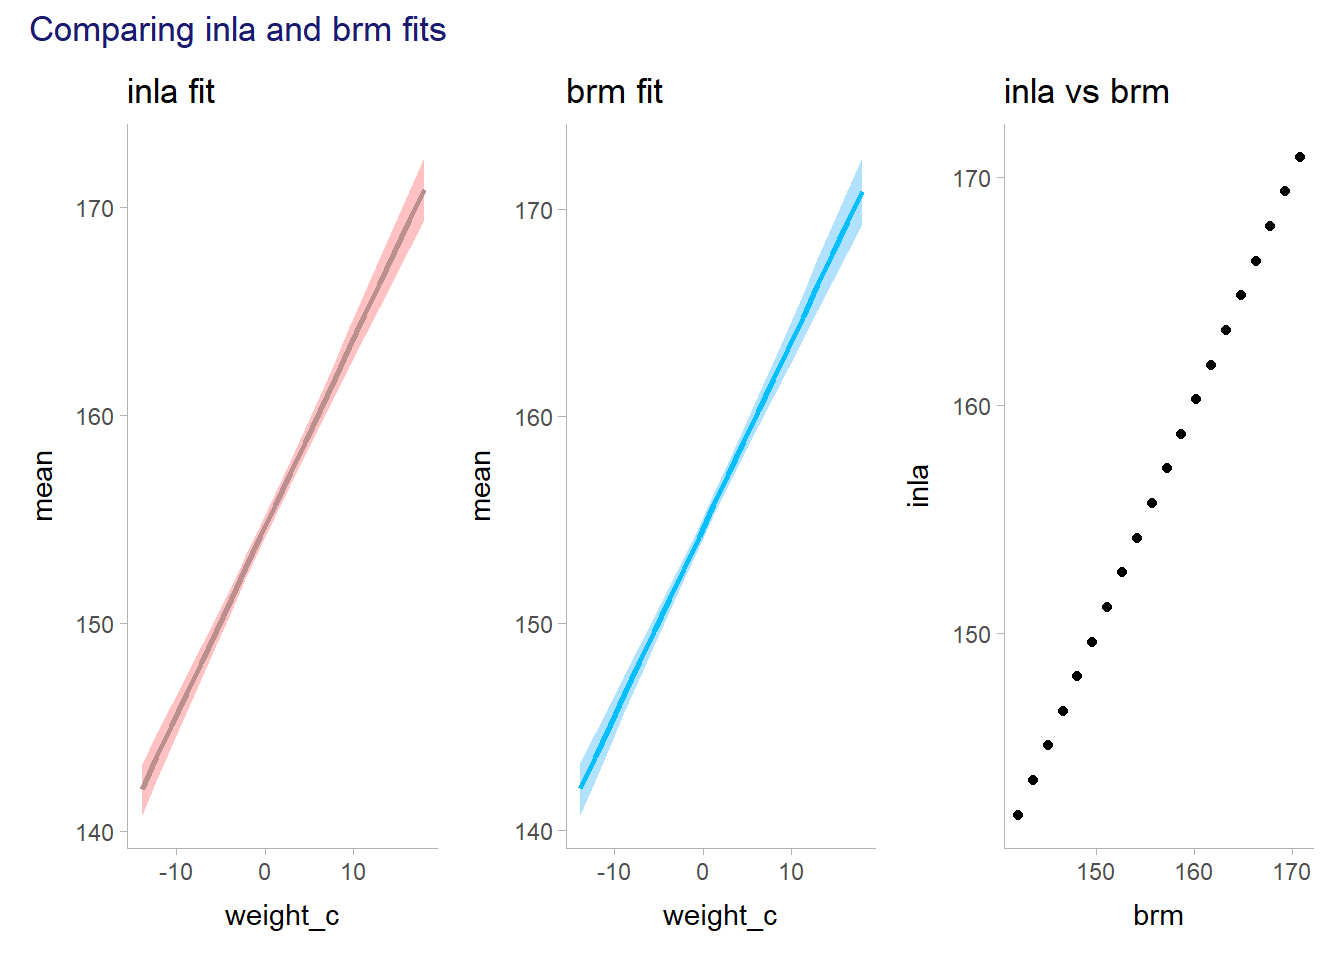 Comparing inla and brm fits
inla fit
mean
170
160
150
140
-10 0 10
weight_c
brm fit
mean
170
160
150
140
-10 0 10
weight_c
inla vs brm
inla
170
160
150
150 160 170
brm